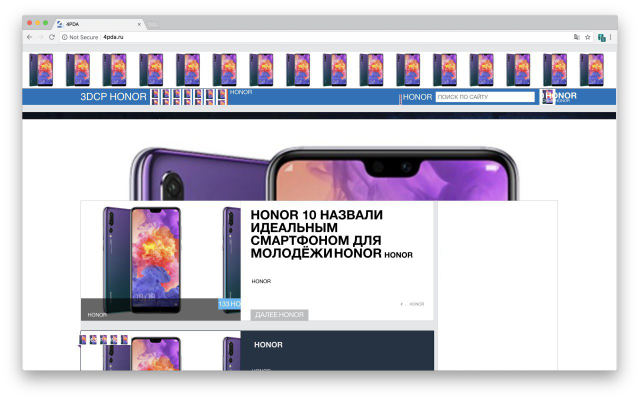 4PDA
Not Secure
4pda.ru
3DCP HONOR
HONOR
HONOR
ПОИСК ПО САЙТУ
HONOR
HONOR
HONOR 10 НАЗВАЛИ
ИДЕАЛЬНЫМ
СМАРТФОНОМ ДЛЯ
МОЛОДЁЖИ HONOR HONOR
HONOR
133 HO
HONOR
HONOR
ДАЛЕЕ HONOR
HONOR
HONOR